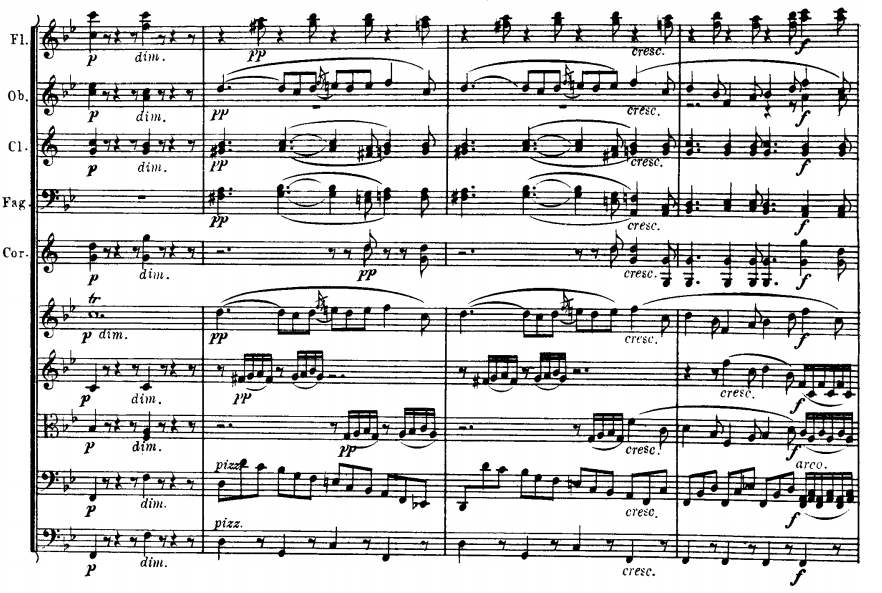 Fl. p dim. pp cresc. f
Ob. p dim. pp cresc. f
Cl. p dim. pp cresc. f
Fag. pp cresc. f
Cor. p dim. pp cresc. f
tr p dim. pp cresc. f
p dim. pp cresc. f
p dim. pp cresc. f
p dim. pizz. cresc. arco. f
p dim. pizz. cresc. f